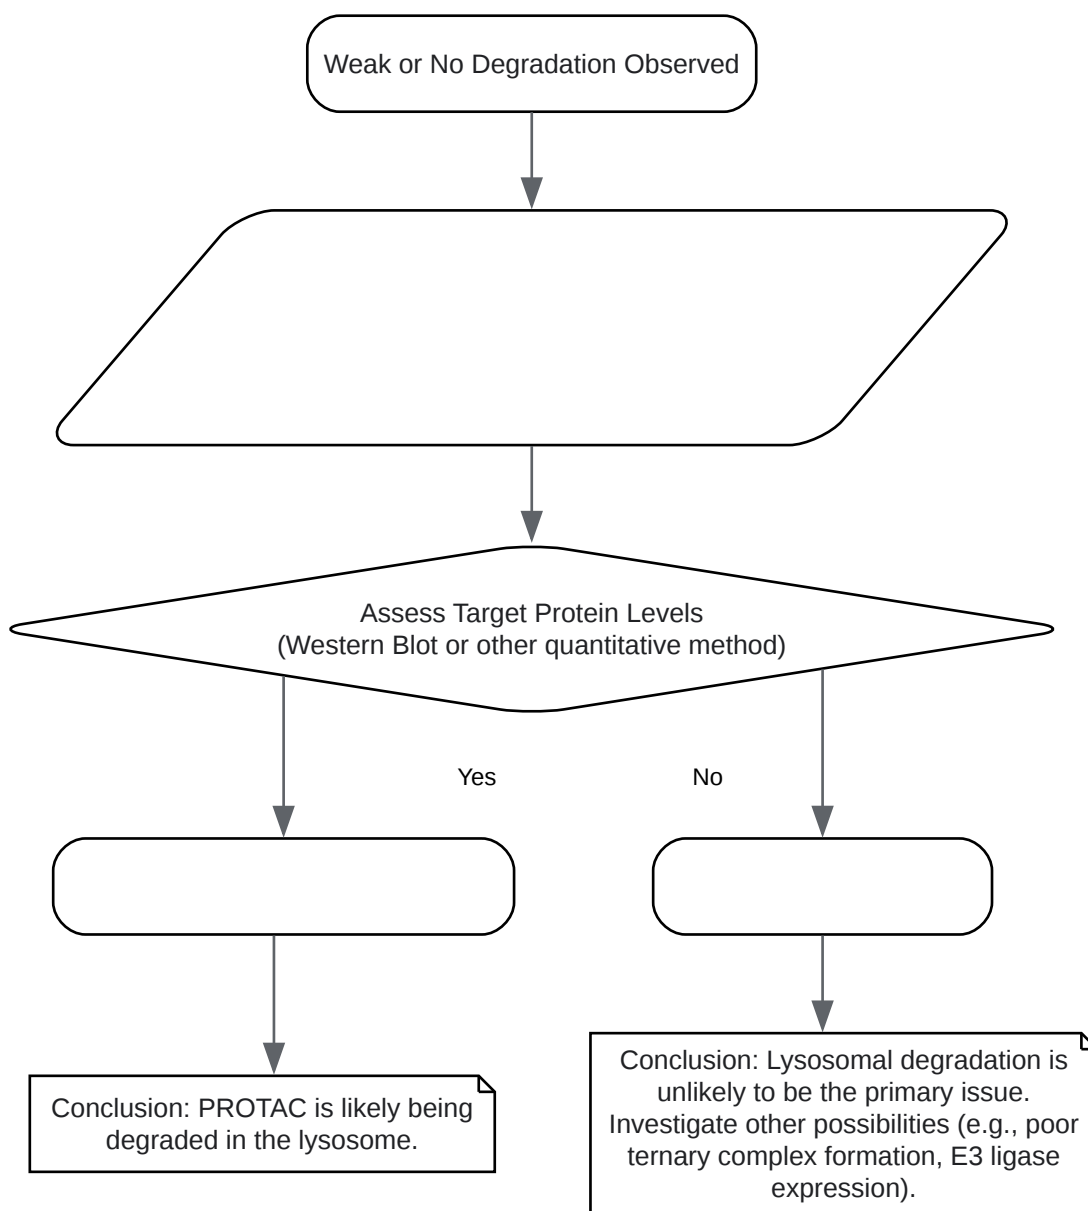 Weak or No Degradation Observed
Assess Target Protein Levels
(Western Blot or other quantitative method)
Yes
No
Conclusion: PROTAC is likely being
degraded in the lysosome.
Conclusion: Lysosomal degradation is
unlikely to be the primary issue.
Investigate other possibilities (e.g., poor
ternary complex formation, E3 ligase
expression).